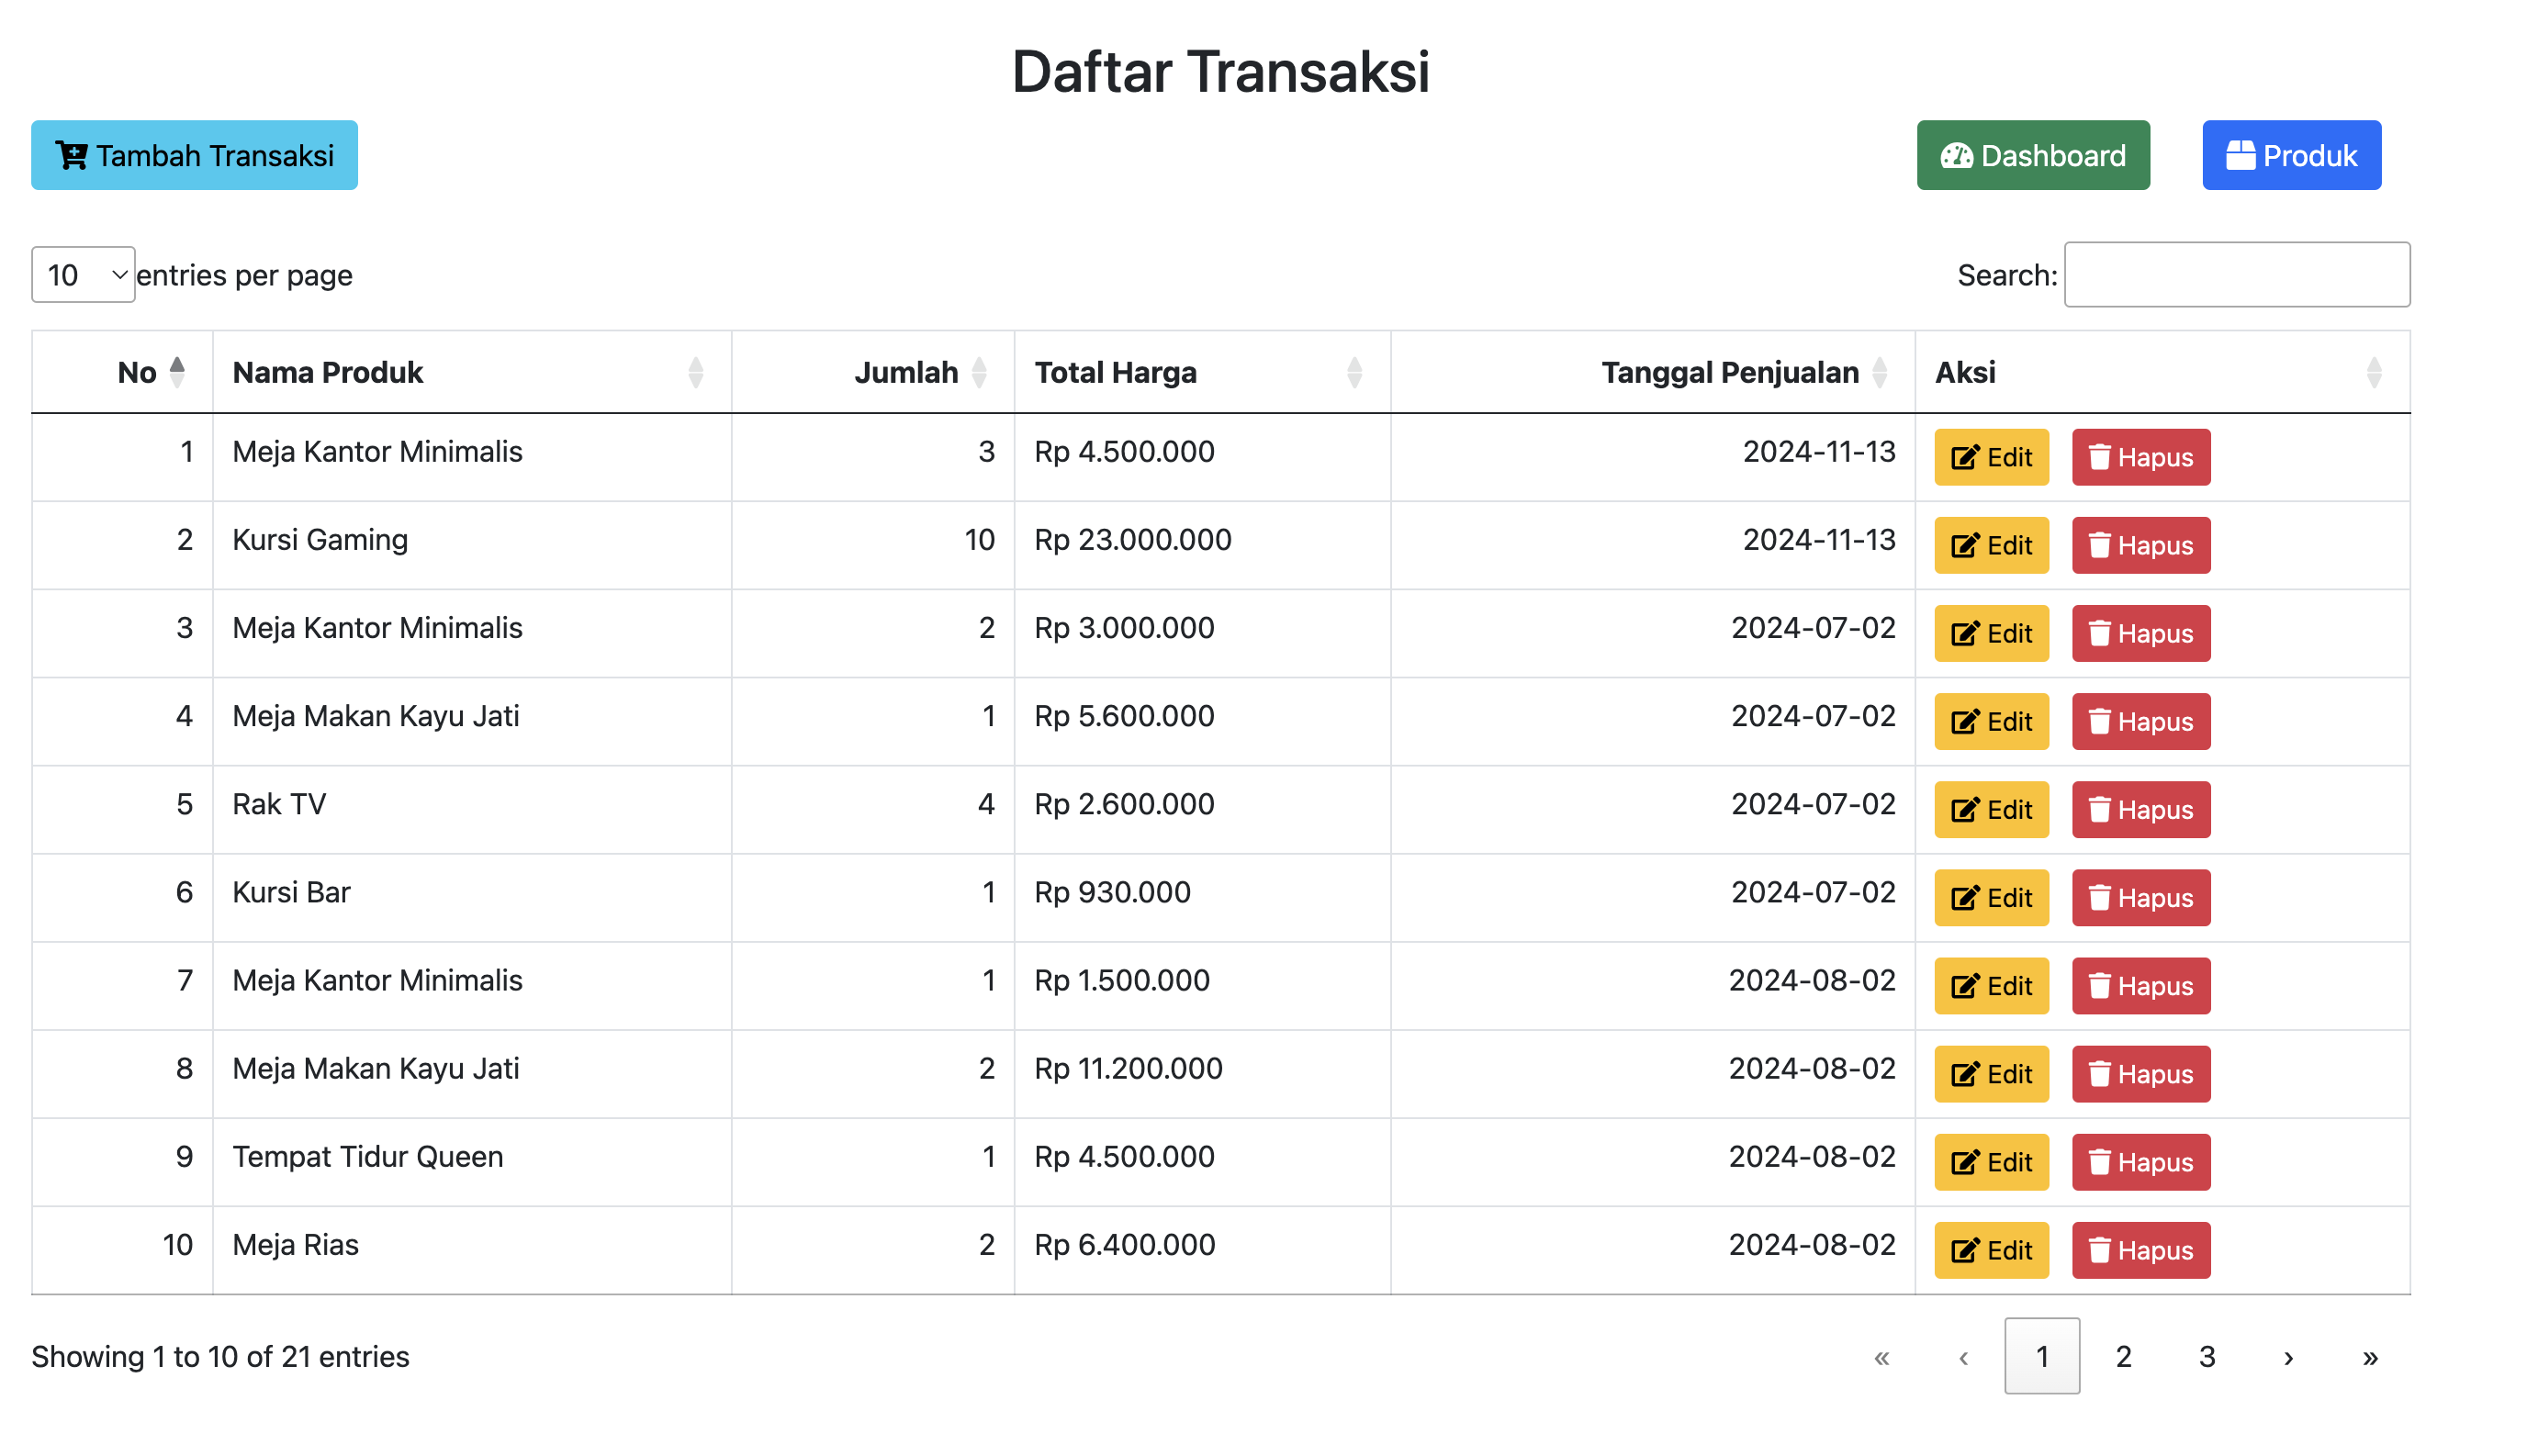 Daftar Transaksi
Tambah Transaksi Dashboard Produk
10 entries per page Search:
No Nama Produk Jumlah Total Harga Tanggal Penjualan Aksi
1 Meja Kantor Minimalis 3 Rp 4.500.000 2024-11-13 Edit Hapus
2 Kursi Gaming 10 Rp 23.000.000 2024-11-13 Edit Hapus
3 Meja Kantor Minimalis 2 Rp 3.000.000 2024-07-02 Edit Hapus
4 Meja Makan Kayu Jati 1 Rp 5.600.000 2024-07-02 Edit Hapus
5 Rak TV 4 Rp 2.600.000 2024-07-02 Edit Hapus
6 Kursi Bar 1 Rp 930.000 2024-07-02 Edit Hapus
7 Meja Kantor Minimalis 1 Rp 1.500.000 2024-08-02 Edit Hapus
8 Meja Makan Kayu Jati 2 Rp 11.200.000 2024-08-02 Edit Hapus
9 Tempat Tidur Queen 1 Rp 4.500.000 2024-08-02 Edit Hapus
10 Meja Rias 2 Rp 6.400.000 2024-08-02 Edit Hapus
Showing 1 to 10 of 21 entries « ‹ 1 2 3 › »